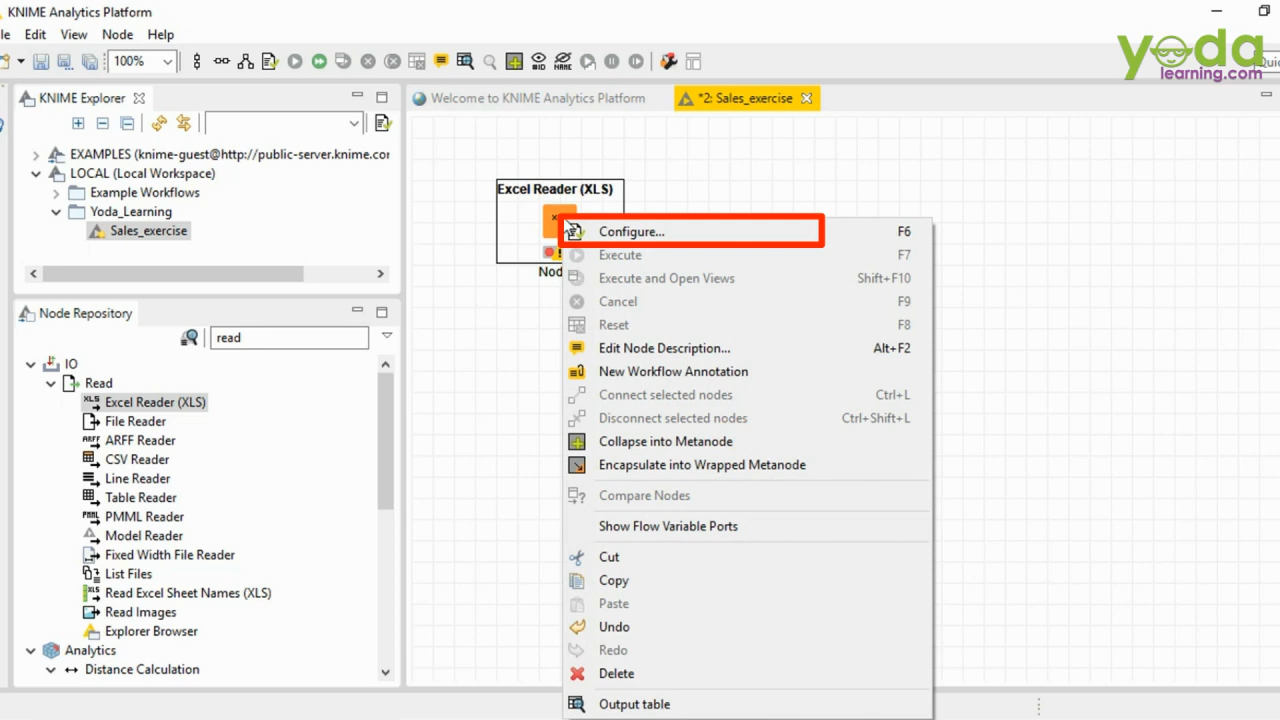 KNIME Analytics Platform
le Edit View Node Help
100%
yoda
learning.com
Quic
KNIME Explorer
EXAMPLES (knime-guest@http://public-server.knime.cor
LOCAL (Local Workspace)
Example Workflows
Yoda_Learning
Sales_exercise
Node Repository
read
IO
Read
XLS Excel Reader (XLS)
File Reader
ARFF ARFF Reader
CSV Reader
Line Reader
Table Reader
PMML PMML Reader
Model Reader
Fixed Width File Reader
List Files
XLS Read Excel Sheet Names (XLS)
Read Images
Explorer Browser
Analytics
Distance Calculation
Welcome to KNIME Analytics Platform
*2: Sales_exercise
Excel Reader (XLS)
Nod
Configure... F6
Execute F7
Execute and Open Views Shift+F10
Cancel F9
Reset F8
Edit Node Description... Alt+F2
New Workflow Annotation
Connect selected nodes Ctrl+L
Disconnect selected nodes Ctrl+Shift+L
Collapse into Metanode
Encapsulate into Wrapped Metanode
Compare Nodes
Show Flow Variable Ports
Cut
Copy
Paste
Undo
Redo
Delete
Output table